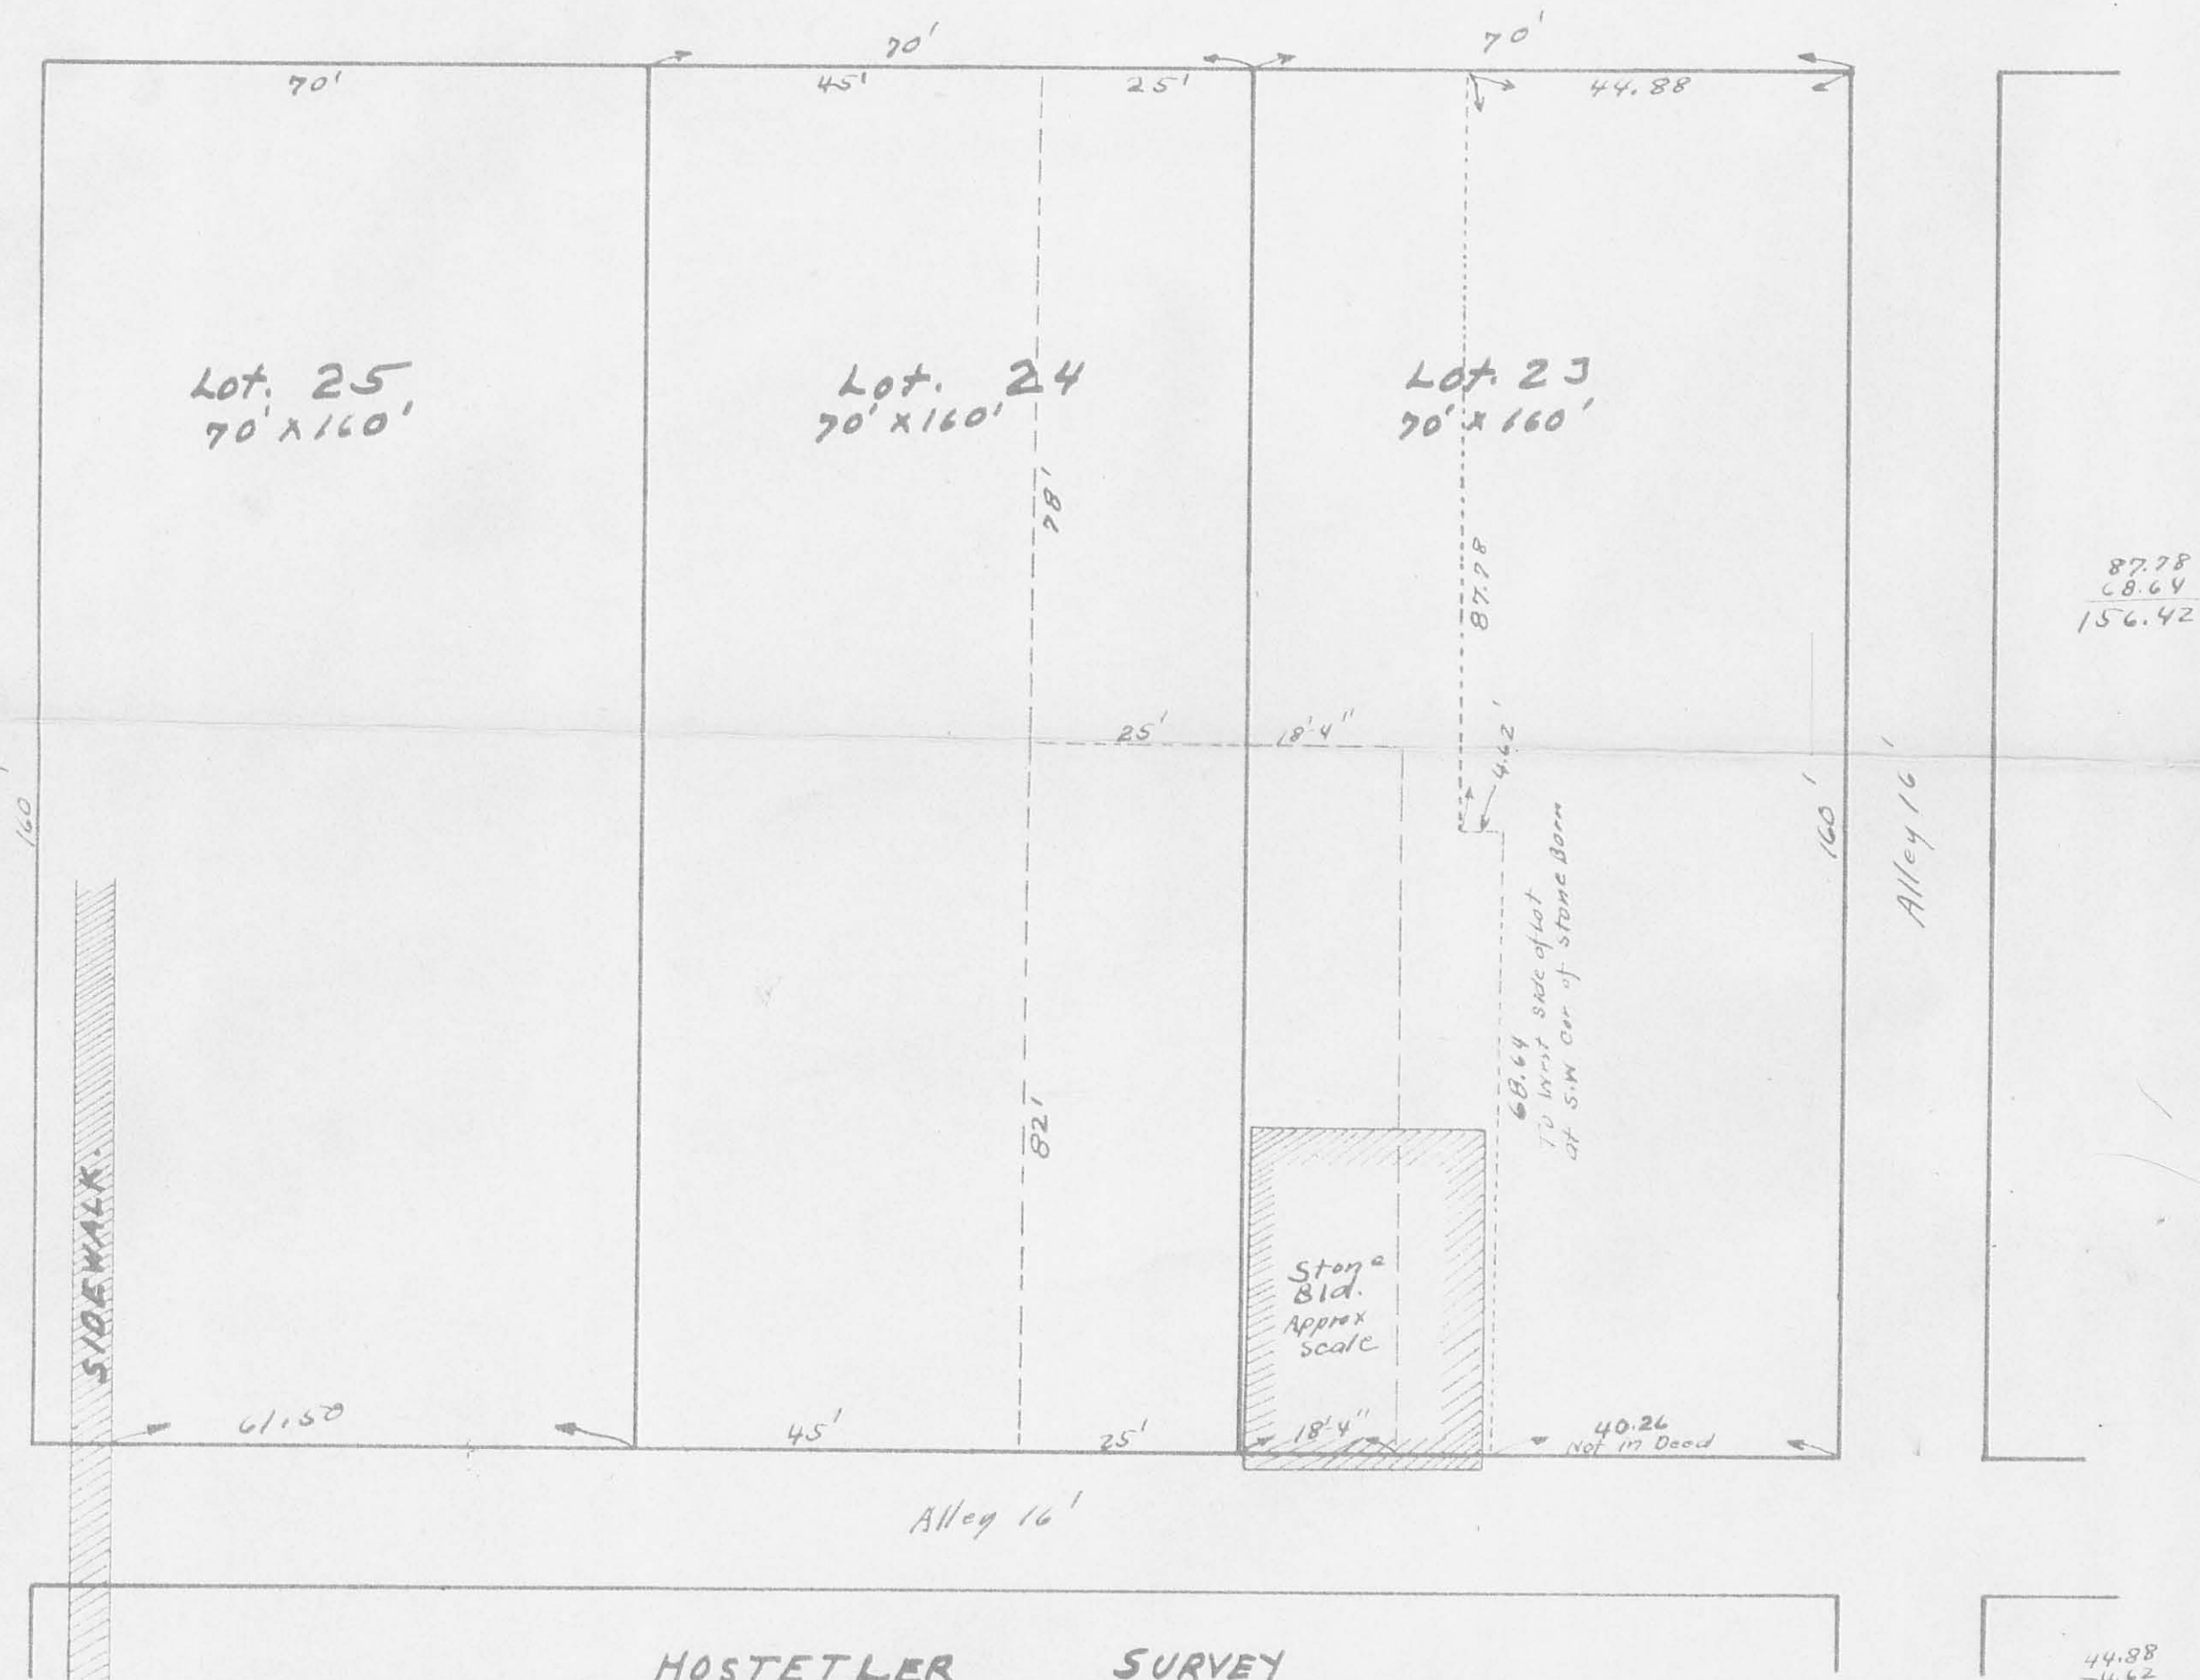 70'
70'
70'
45'
25'
44.88
Lot. 25
70' x 160'
Lot. 24
70' x 160'
Lot. 23
70' x 160'
78'
87.78
87.78
68.64
156.42
25'
18'4"
4.62'
160'
160'
Alley 16'
68.64
To West side of Lot
at S.W cor of Stone Barn
82'
SIDEWALK.
Stone
Bld.
Approx
Scale
61.50
45'
25'
18'4"
40.26
Not in Deed
Alley 16'
HOSTETLER SURVEY
44.88
-4.62